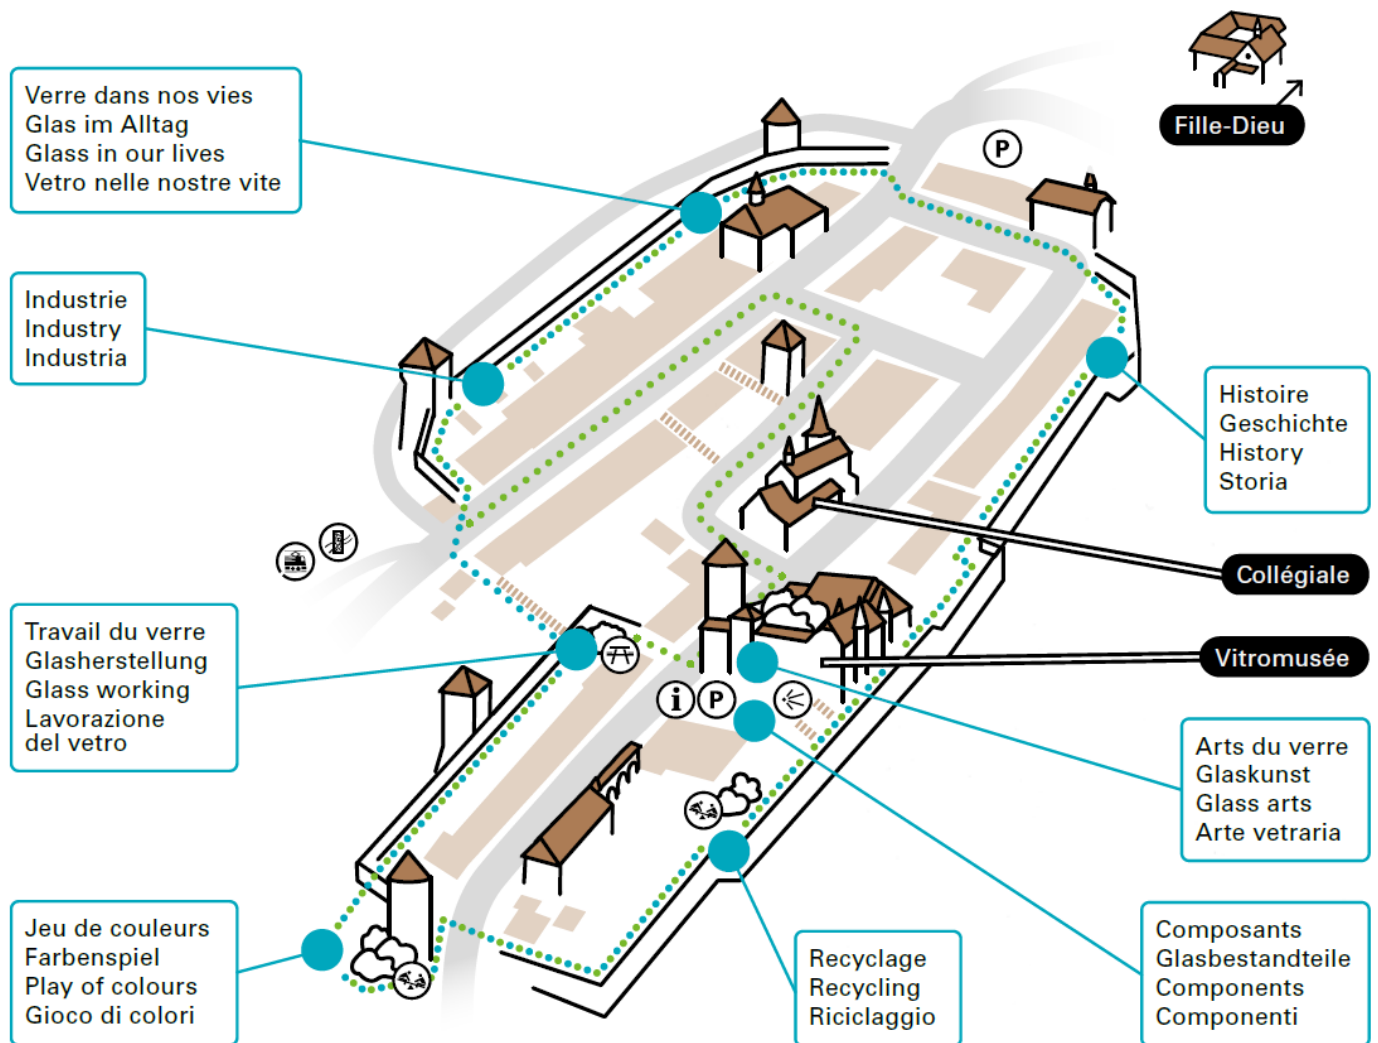 Verre dans nos vies
Glas im Alltag
Glass in our lives
Vetro nelle nostre vite
P
Fille-Dieu
Industrie
Industry
Industria
Histoire
Geschichte
History
Storia
Collégiale
Travail du verre
Glasherstellung
Glass working
Lavorazione
del vetro
Vitromusée
i
P
Arts du verre
Glaskunst
Glass arts
Arte vetraria
Jeu de couleurs
Farbenspiel
Play of colours
Gioco di colori
Recyclage
Recycling
Riciclaggio
Composants
Glasbestandteile
Components
Componenti